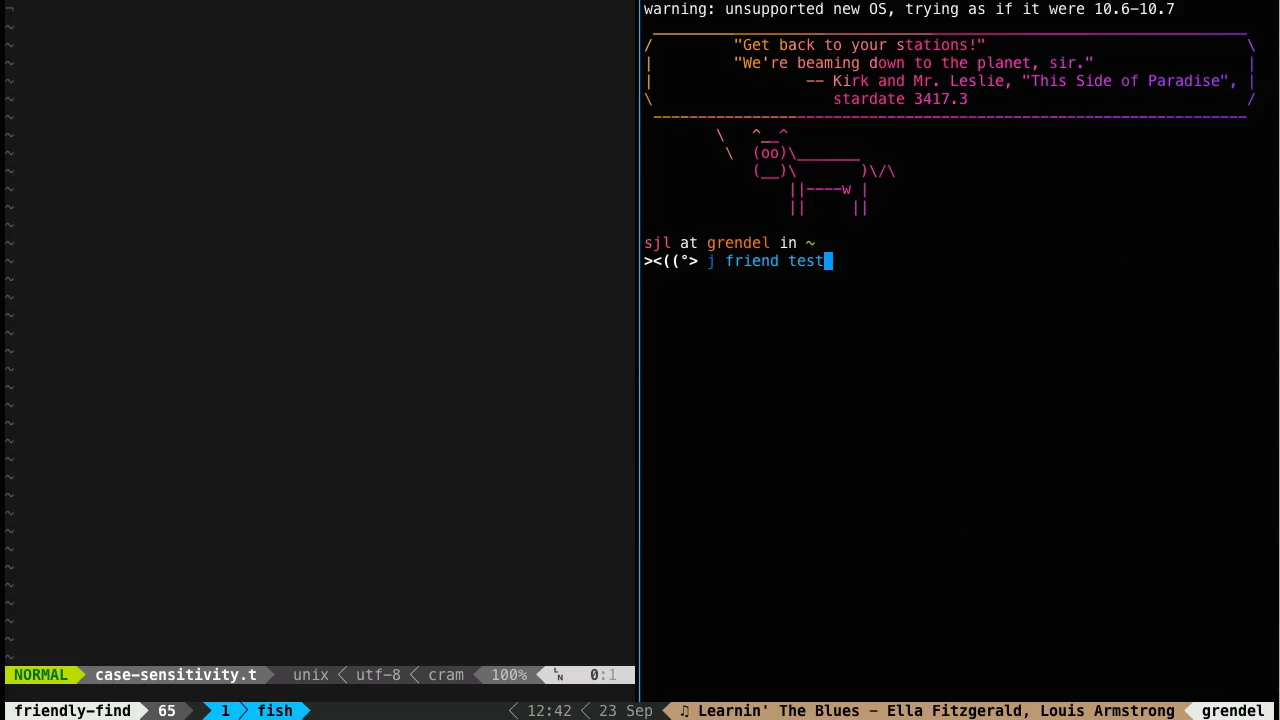 warning: unsupported new OS, trying as if it were 10.6-10.7
"Get back to your stations!"
"We're beaming down to the planet, sir."
-- Kirk and Mr. Leslie, "This Side of Paradise",
stardate 3417.3
\   ^__^
\  (oo)\_______
(__)\       )\/\
||----w |
||     ||
sjl at grendel in ~
><((°> j friend test
NORMAL case-sensitivity.t unix < utf-8 < cram 100% LN 0:1
friendly-find 65 1 fish < 12:42 < 23 Sep ♫ Learnin' The Blues - Ella Fitzgerald, Louis Armstrong grendel